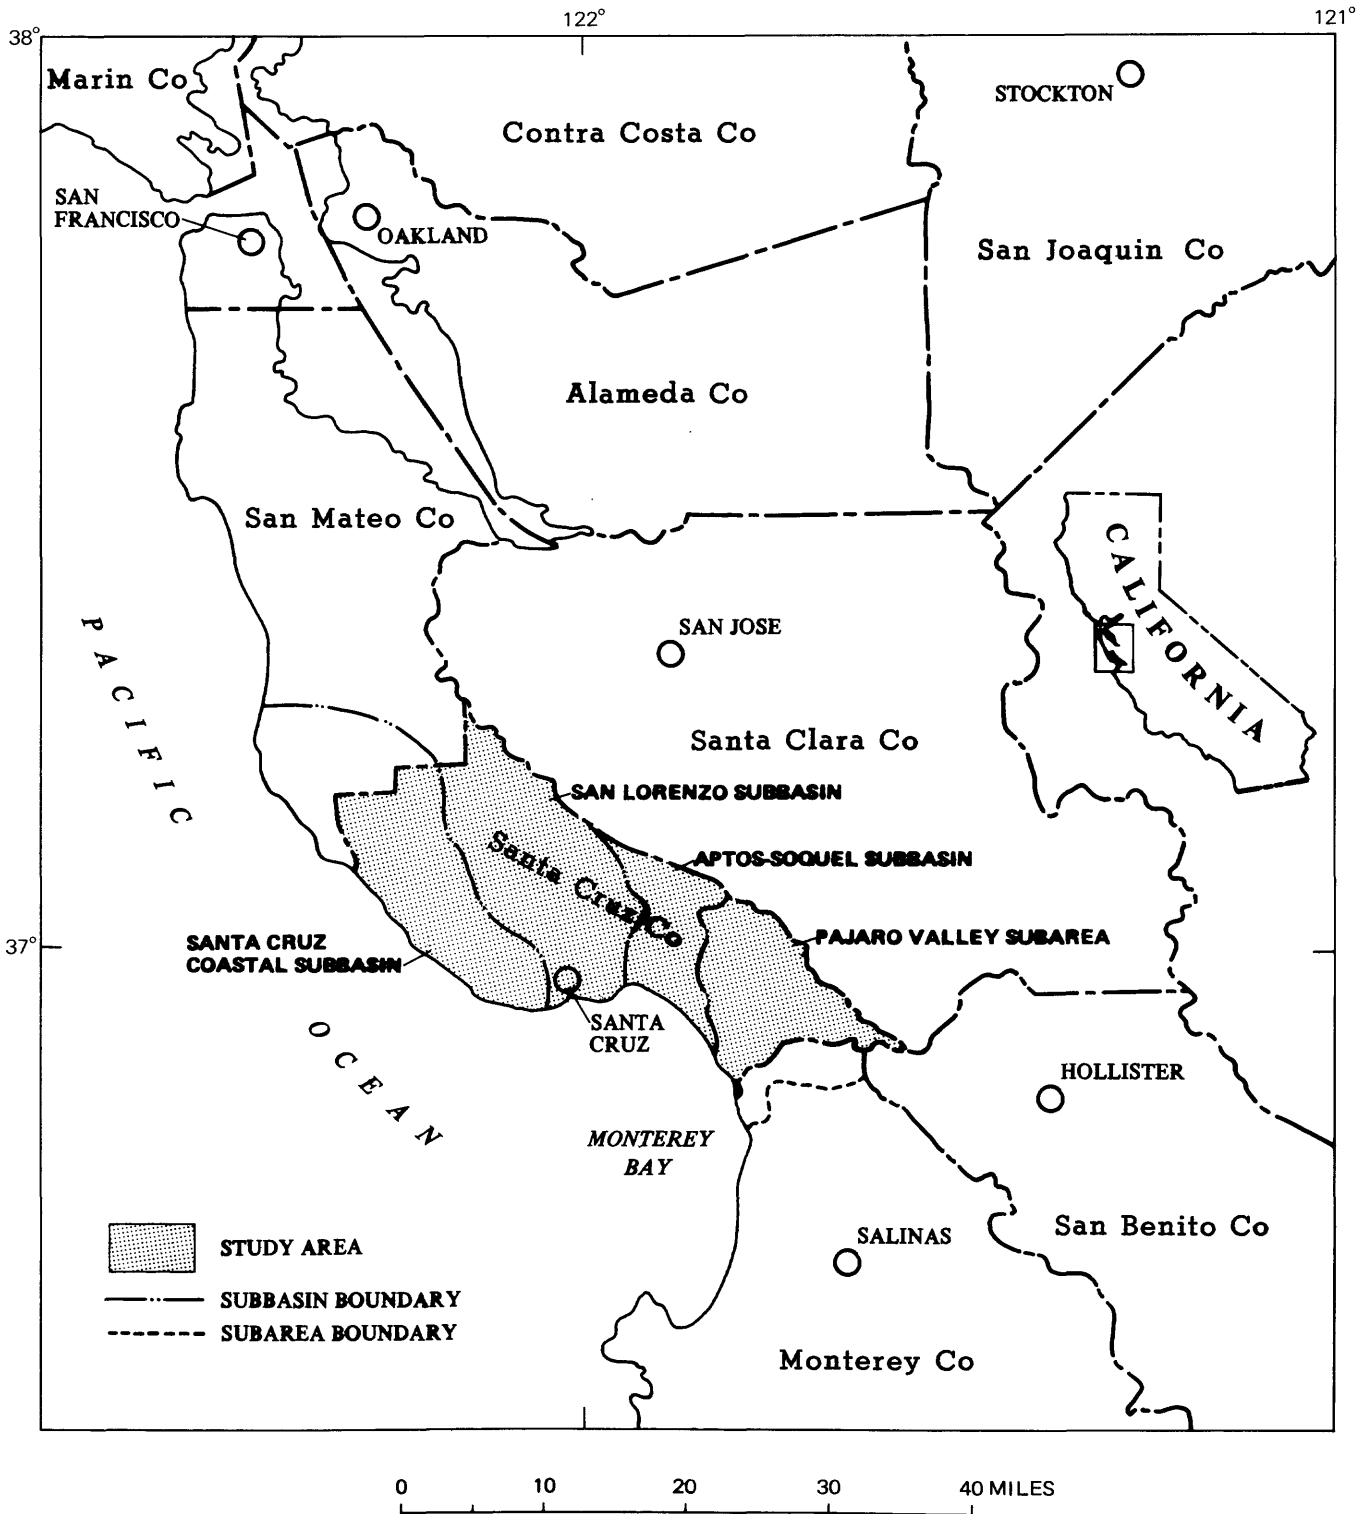 122°
121°
38°
Marin Co
STOCKTON
Contra Costa Co
SAN
FRANCISCO
OAKLAND
San Joaquin Co
Alameda Co
San Mateo Co
CALIFORNIA
SAN JOSE
PACIFIC
Santa Clara Co
SAN LORENZO SUBBASIN
Santa Cruz Co
APTOS-SOQUEL SUBBASIN
PAJARO VALLEY SUBAREA
37°
SANTA CRUZ
COASTAL SUBBASIN
SANTA
CRUZ
OCEAN
HOLLISTER
MONTEREY
BAY
San Benito Co
SALINAS
STUDY AREA
SUBBASIN BOUNDARY
SUBAREA BOUNDARY
Monterey Co
0 10 20 30 40 MILES